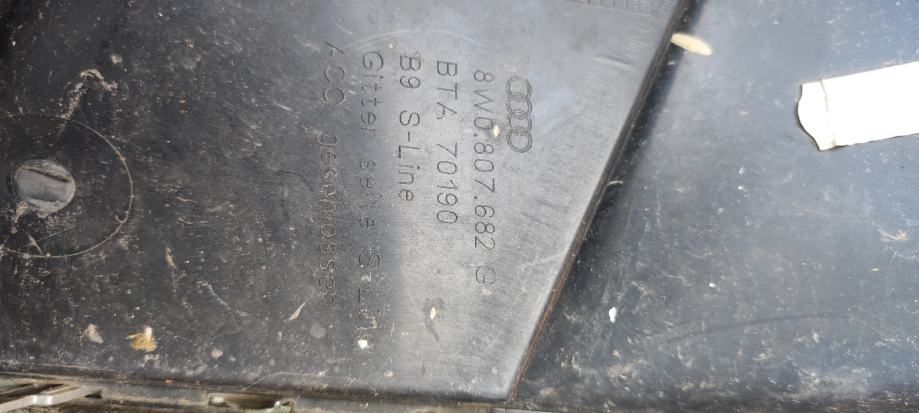 8W0.807.682 G
BTA 70190
B9 S-Line
Gitter seite S-Line
ACC geschlossen